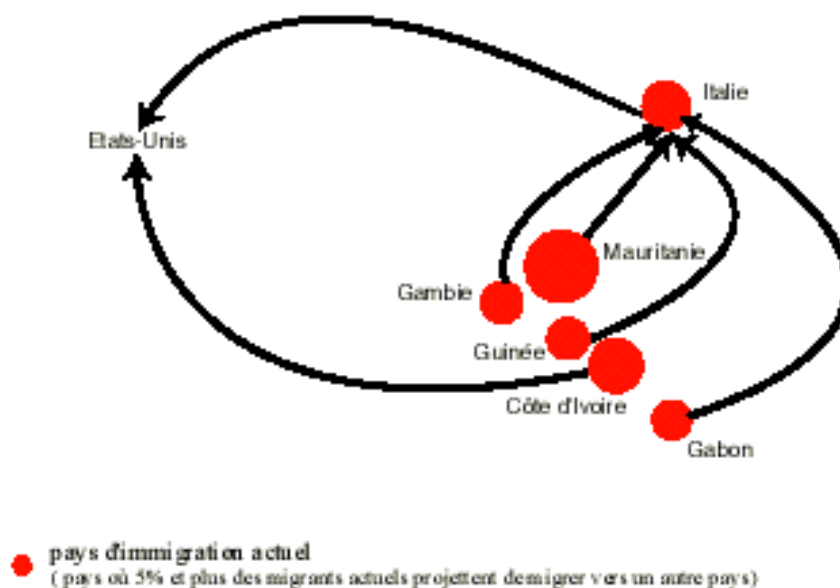 Italie
Etats-Unis
Mauritanie
Gambie
Guinée
Côte d'Ivoire
Gabon
pays d'immigration actuel
( pays où 5% et plus des migrants actuels projettent de migrer vers un autre pays)